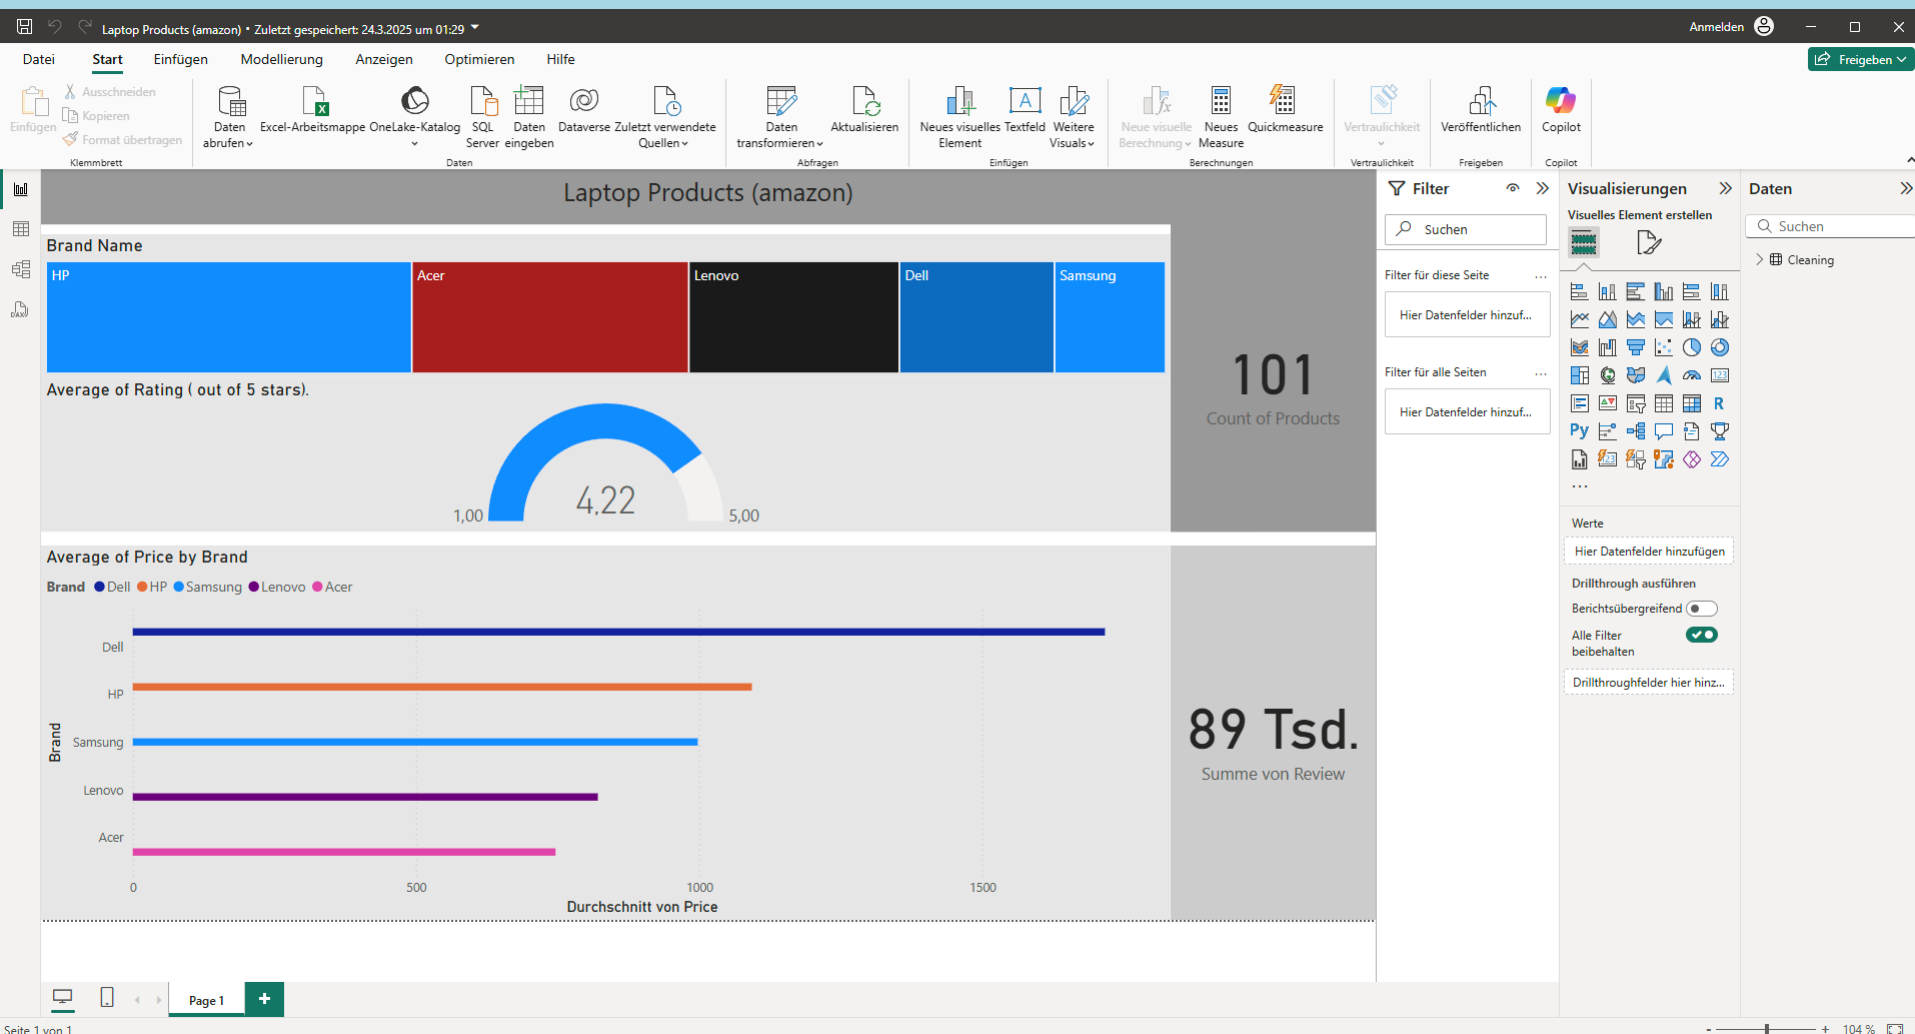 Laptop Products (amazon) • Zuletzt gespeichert: 24.3.2025 um 01:29
Anmelden
Datei Start Einfügen Modellierung Anzeigen Optimieren Hilfe
Freigeben
Einfügen
Ausschneiden
Kopieren
Format übertragen
Klemmbrett
Daten
abrufen
Excel-Arbeitsmappe
OneLake-Katalog
SQL
Server
Daten
eingeben
Dataverse
Zuletzt verwendete
Quellen
Daten
Daten
transformieren
Aktualisieren
Abfragen
Neues visuelles
Element
Textfeld
Weitere
Visuals
Einfügen
Neue visuelle
Berechnung
Neues
Measure
Quickmeasure
Berechnungen
Vertraulichkeit
Vertraulichkeit
Veröffentlichen
Freigeben
Copilot
Copilot
DAX
Laptop Products (amazon)
Brand Name
HP
Acer
Lenovo
Dell
Samsung
Average of Rating ( out of 5 stars).
4,22
1,00
5,00
101
Count of Products
Average of Price by Brand
Brand Dell HP Samsung Lenovo Acer
Brand
Dell
HP
Samsung
Lenovo
Acer
0 500 1000 1500
Durchschnitt von Price
89 Tsd.
Summe von Review
Filter
Suchen
Filter für diese Seite ...
Hier Datenfelder hinzuf...
Filter für alle Seiten ...
Hier Datenfelder hinzuf...
Visualisierungen
Visuelles Element erstellen
123
R
Py
123
...
Werte
Hier Datenfelder hinzufügen
Drillthrough ausführen
Berichtsübergreifend
Alle Filter
beibehalten
Drillthroughfelder hier hinz...
Daten
Suchen
Cleaning
Page 1
+
Seite 1 von 1
- + 104 %